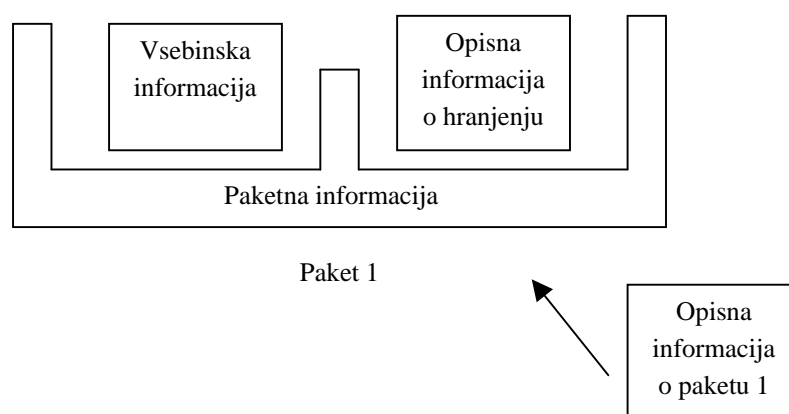 Vsebinska
informacija
Opisna
informacija
o hranjenju
Paketna informacija
Paket 1
Opisna
informacija
o paketu 1